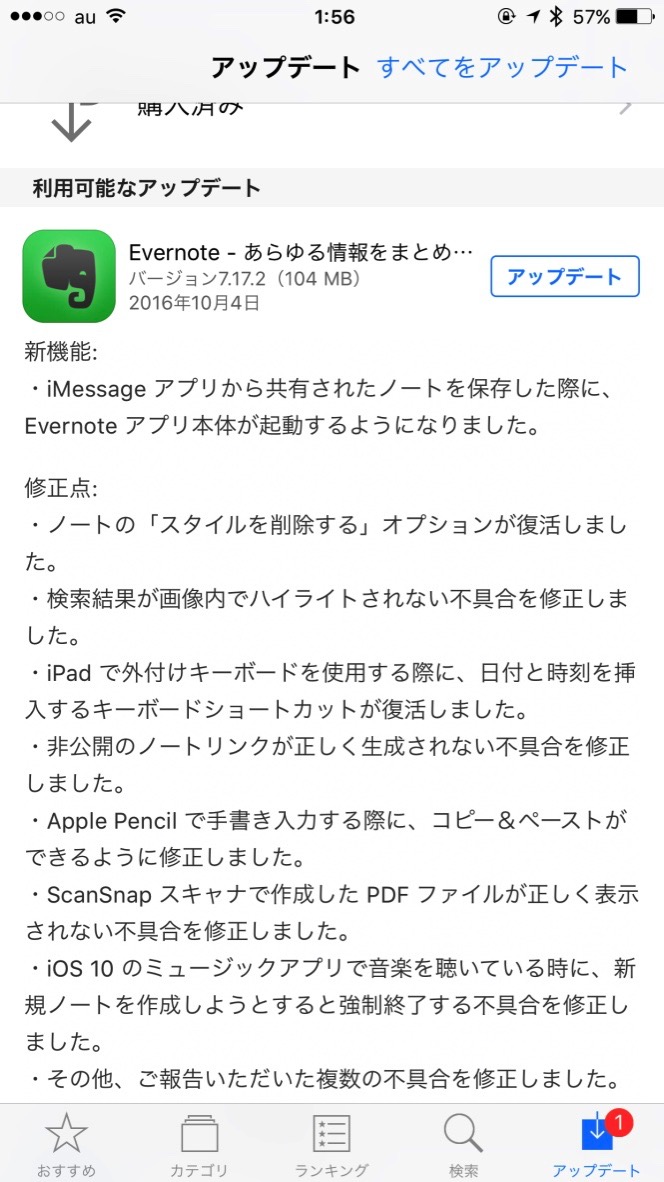 au 1:56 57%
アップデート すべてをアップデート
購入済み
利用可能なアップデート
Evernote - あらゆる情報をまとめ…
バージョン7.17.2（104 MB）
2016年10月4日
アップデート
新機能:
・iMessage アプリから共有されたノートを保存した際に、
Evernote アプリ本体が起動するようになりました。
修正点:
・ノートの「スタイルを削除する」オプションが復活しまし
た。
・検索結果が画像内でハイライトされない不具合を修正しま
した。
・iPad で外付けキーボードを使用する際に、日付と時刻を挿
入するキーボードショートカットが復活しました。
・非公開のノートリンクが正しく生成されない不具合を修正
しました。
・Apple Pencil で手書き入力する際に、コピー＆ペーストが
できるように修正しました。
・ScanSnap スキャナで作成した PDF ファイルが正しく表示
されない不具合を修正しました。
・iOS 10 のミュージックアプリで音楽を聴いている時に、新
規ノートを作成しようとすると強制終了する不具合を修正し
ました。
・その他、ご報告いただいた複数の不具合を修正しました。
1
おすすめ カテゴリ ランキング 検索 アップデート